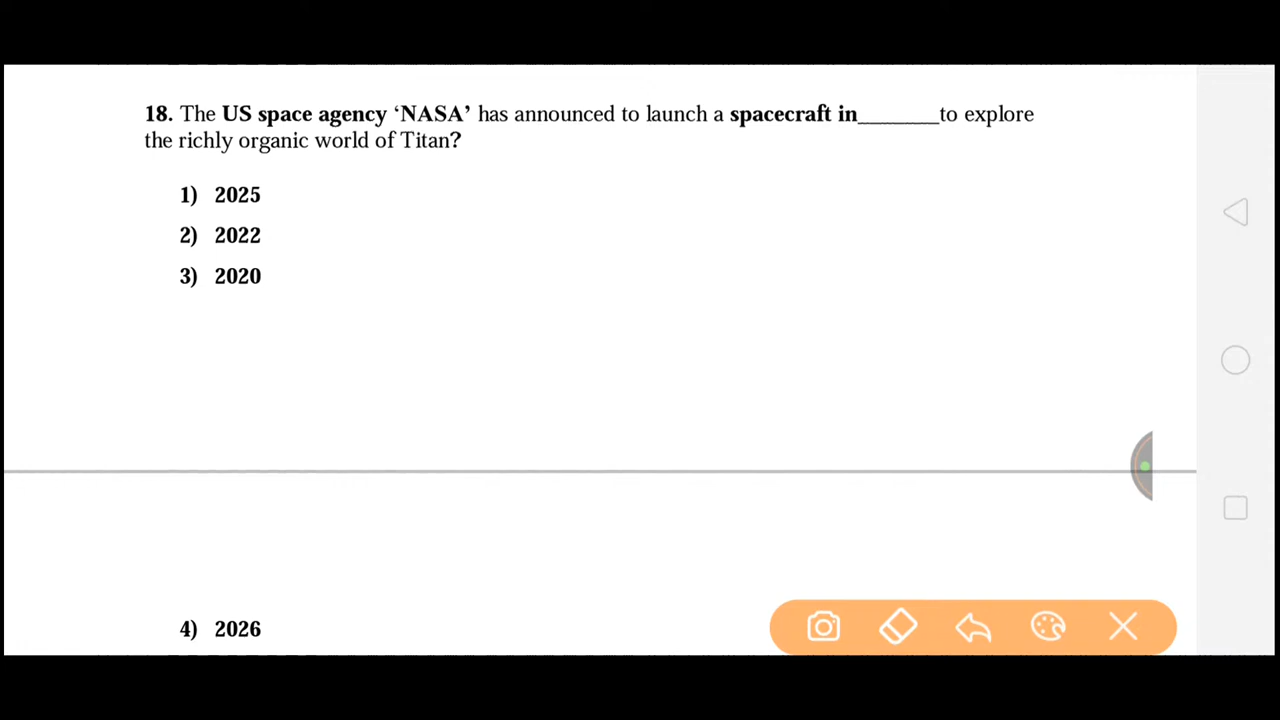 18. The US space agency ‘NASA’ has announced to launch a spacecraft in________to explore
the richly organic world of Titan?
1) 2025
2) 2022
3) 2020
4) 2026